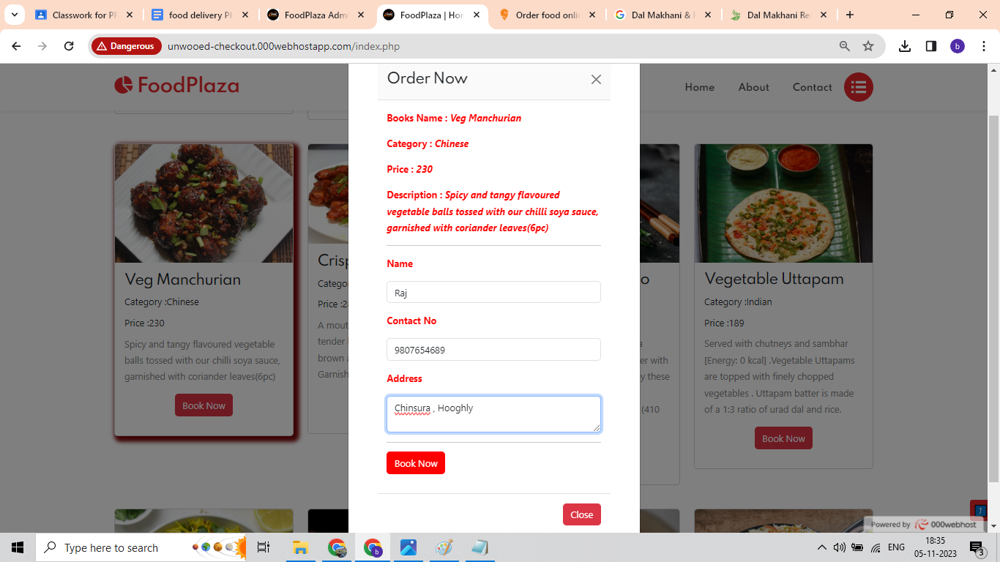 Classwork for Pl
food delivery Pl
FoodPlaza Admi
FoodPlaza | Hon
Order food onli
Dal Makhani &
Dal Makhani Re
Dangerous
unwooed-checkout.000webhostapp.com/index.php
FoodPlaza
Home
About
Contact
Order Now
Books Name : Veg Manchurian
Category : Chinese
Price : 230
Description : Spicy and tangy flavoured
vegetable balls tossed with our chilli soya sauce,
garnished with coriander leaves(6pc)
Name
Raj
Contact No
9807654689
Address
Chinsura , Hooghly
Book Now
Close
Veg Manchurian
Category :Chinese
Price :230
Spicy and tangy flavoured vegetable
balls tossed with our chilli soya sauce,
garnished with coriander leaves(6pc)
Book Now
Crisp
Catego
Price :2
A mout
tender
brown a
Garnish
o
a
er with
y these
(410
Vegetable Uttapam
Category :Indian
Price :189
Served with chutneys and sambhar
[Energy: 0 kcal] .Vegetable Uttapams
are topped with finely chopped
vegetables . Uttapam batter is made
of a 1:3 ratio of urad dal and rice.
Book Now
Powered by 000webhost
Type here to search
ENG
18:35
05-11-2023
3